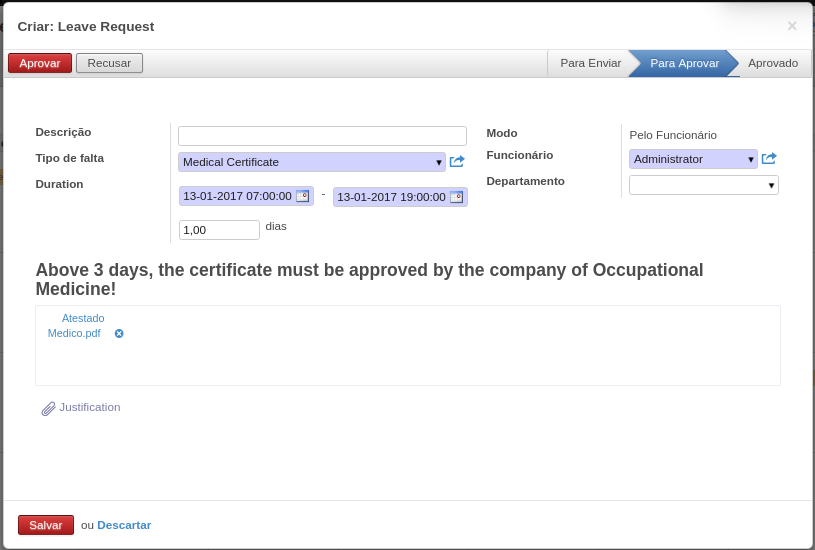 Criar: Leave Request ×
Aprovar Recusar Para Enviar Para Aprovar Aprovado
Descrição
Tipo de falta Medical Certificate
Duration 13-01-2017 07:00:00 - 13-01-2017 19:00:00
1,00 dias
Modo Pelo Funcionário
Funcionário Administrator
Departamento
Above 3 days, the certificate must be approved by the company of Occupational
Medicine!
Atestado
Medico.pdf
Justification
Salvar ou Descartar